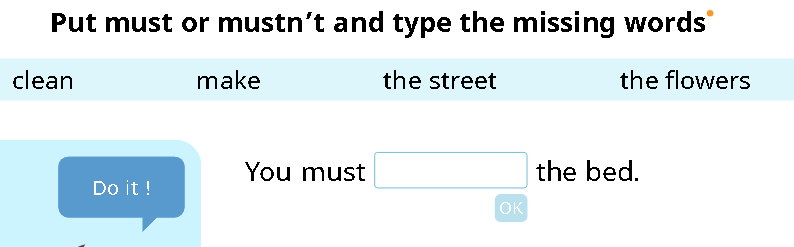 Put must or mustn't and type the missing words
clean make the street the flowers
Do it !
You must the bed.
OK